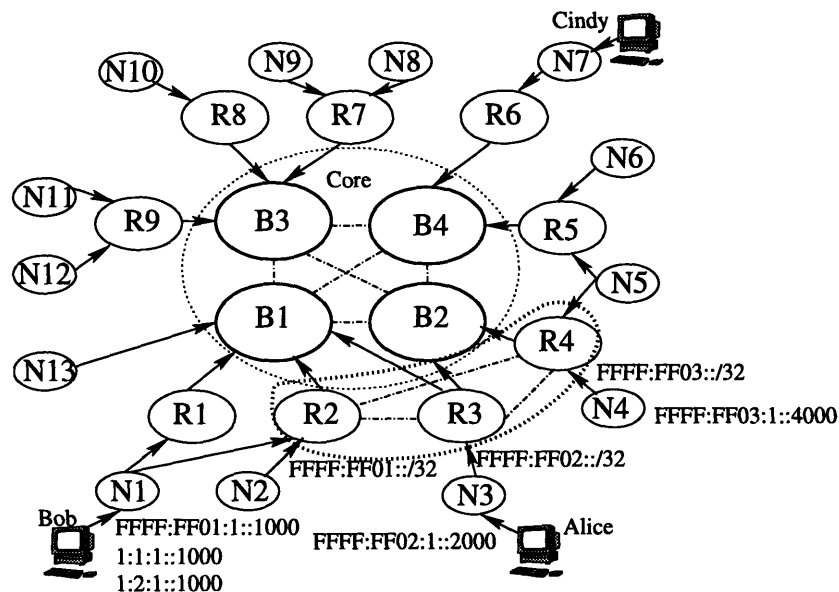 Cindy
N10
N9
N8
N7
R8
R7
R6
N6
Core
N11
R9
B3
B4
R5
N12
N5
B1
B2
R4
N13
FFFF:FF03::/32
R1
R2
R3
N4
FFFF:FF03:1::4000
FFFF:FF01::/32
FFFF:FF02::/32
N1
N2
N3
Bob
FFFF:FF01:1::1000
Alice
FFFF:FF02:1::2000
1:1:1::1000
1:2:1::1000